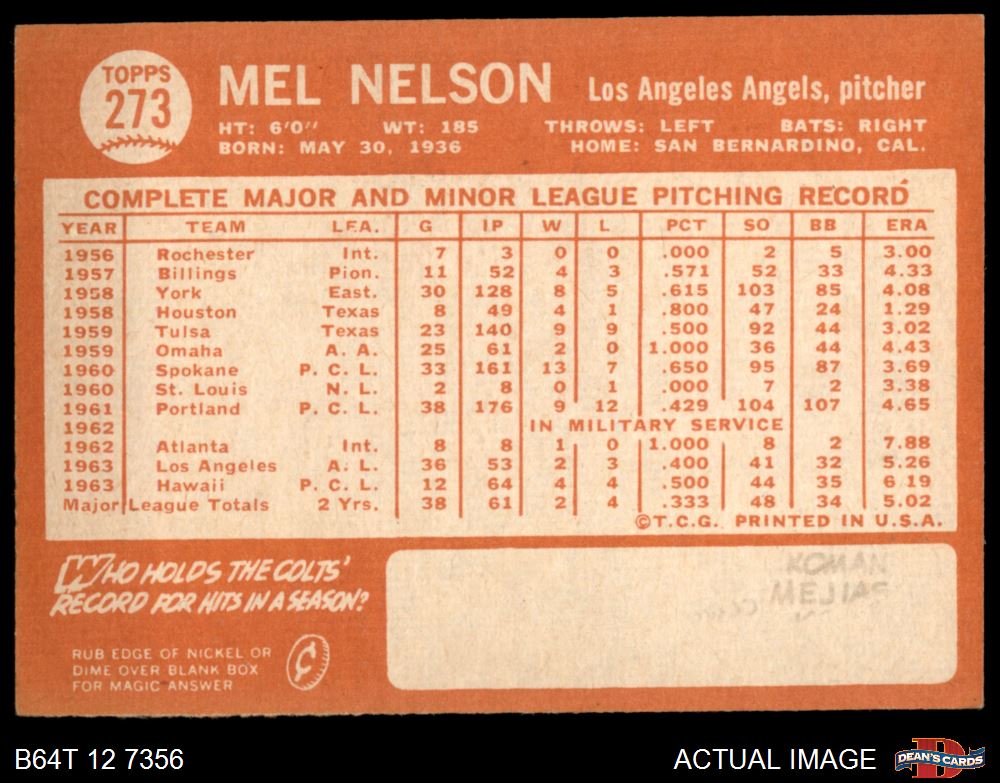 TOPPS
273
MEL NELSON Los Angeles Angels, pitcher
HT: 6'0" WT: 185 THROWS: LEFT BATS: RIGHT
BORN: MAY 30, 1936 HOME: SAN BERNARDINO, CAL.
COMPLETE MAJOR AND MINOR LEAGUE PITCHING RECORD
YEAR TEAM LEA. G IP W L PCT SO BB ERA
1956 Rochester Int. 7 3 0 0 .000 2 5 3.00
1957 Billings Pion. 11 52 4 3 .571 52 33 4.33
1958 York East. 30 128 8 5 .615 103 85 4.08
1958 Houston Texas 8 49 4 1 .800 47 24 1.29
1959 Tulsa Texas 23 140 9 9 .500 92 44 3.02
1959 Omaha A. A. 25 61 2 0 1.000 36 44 4.43
1960 Spokane P. C. L. 33 161 13 7 .650 95 87 3.69
1960 St. Louis N. L. 2 8 0 1 .000 7 2 3.38
1961 Portland P. C. L. 38 176 9 12 .429 104 107 4.65
1962 IN MILITARY SERVICE
1962 Atlanta Int. 8 8 1 0 1.000 8 2 7.88
1963 Los Angeles A. L. 36 53 2 3 .400 41 32 5.26
1963 Hawaii P. C. L. 12 64 4 4 .500 44 35 6.19
Major League Totals 2 Yrs. 38 61 2 4 .333 48 34 5.02
©T.C.G. PRINTED IN U.S.A.
WHO HOLDS THE COLTS'
RECORD FOR HITS IN A SEASON?
ROMAN
MEJIAS
RUB EDGE OF NICKEL OR
DIME OVER BLANK BOX
FOR MAGIC ANSWER
¢
B64T 12 7356 ACTUAL IMAGE DEAN'S CARDS